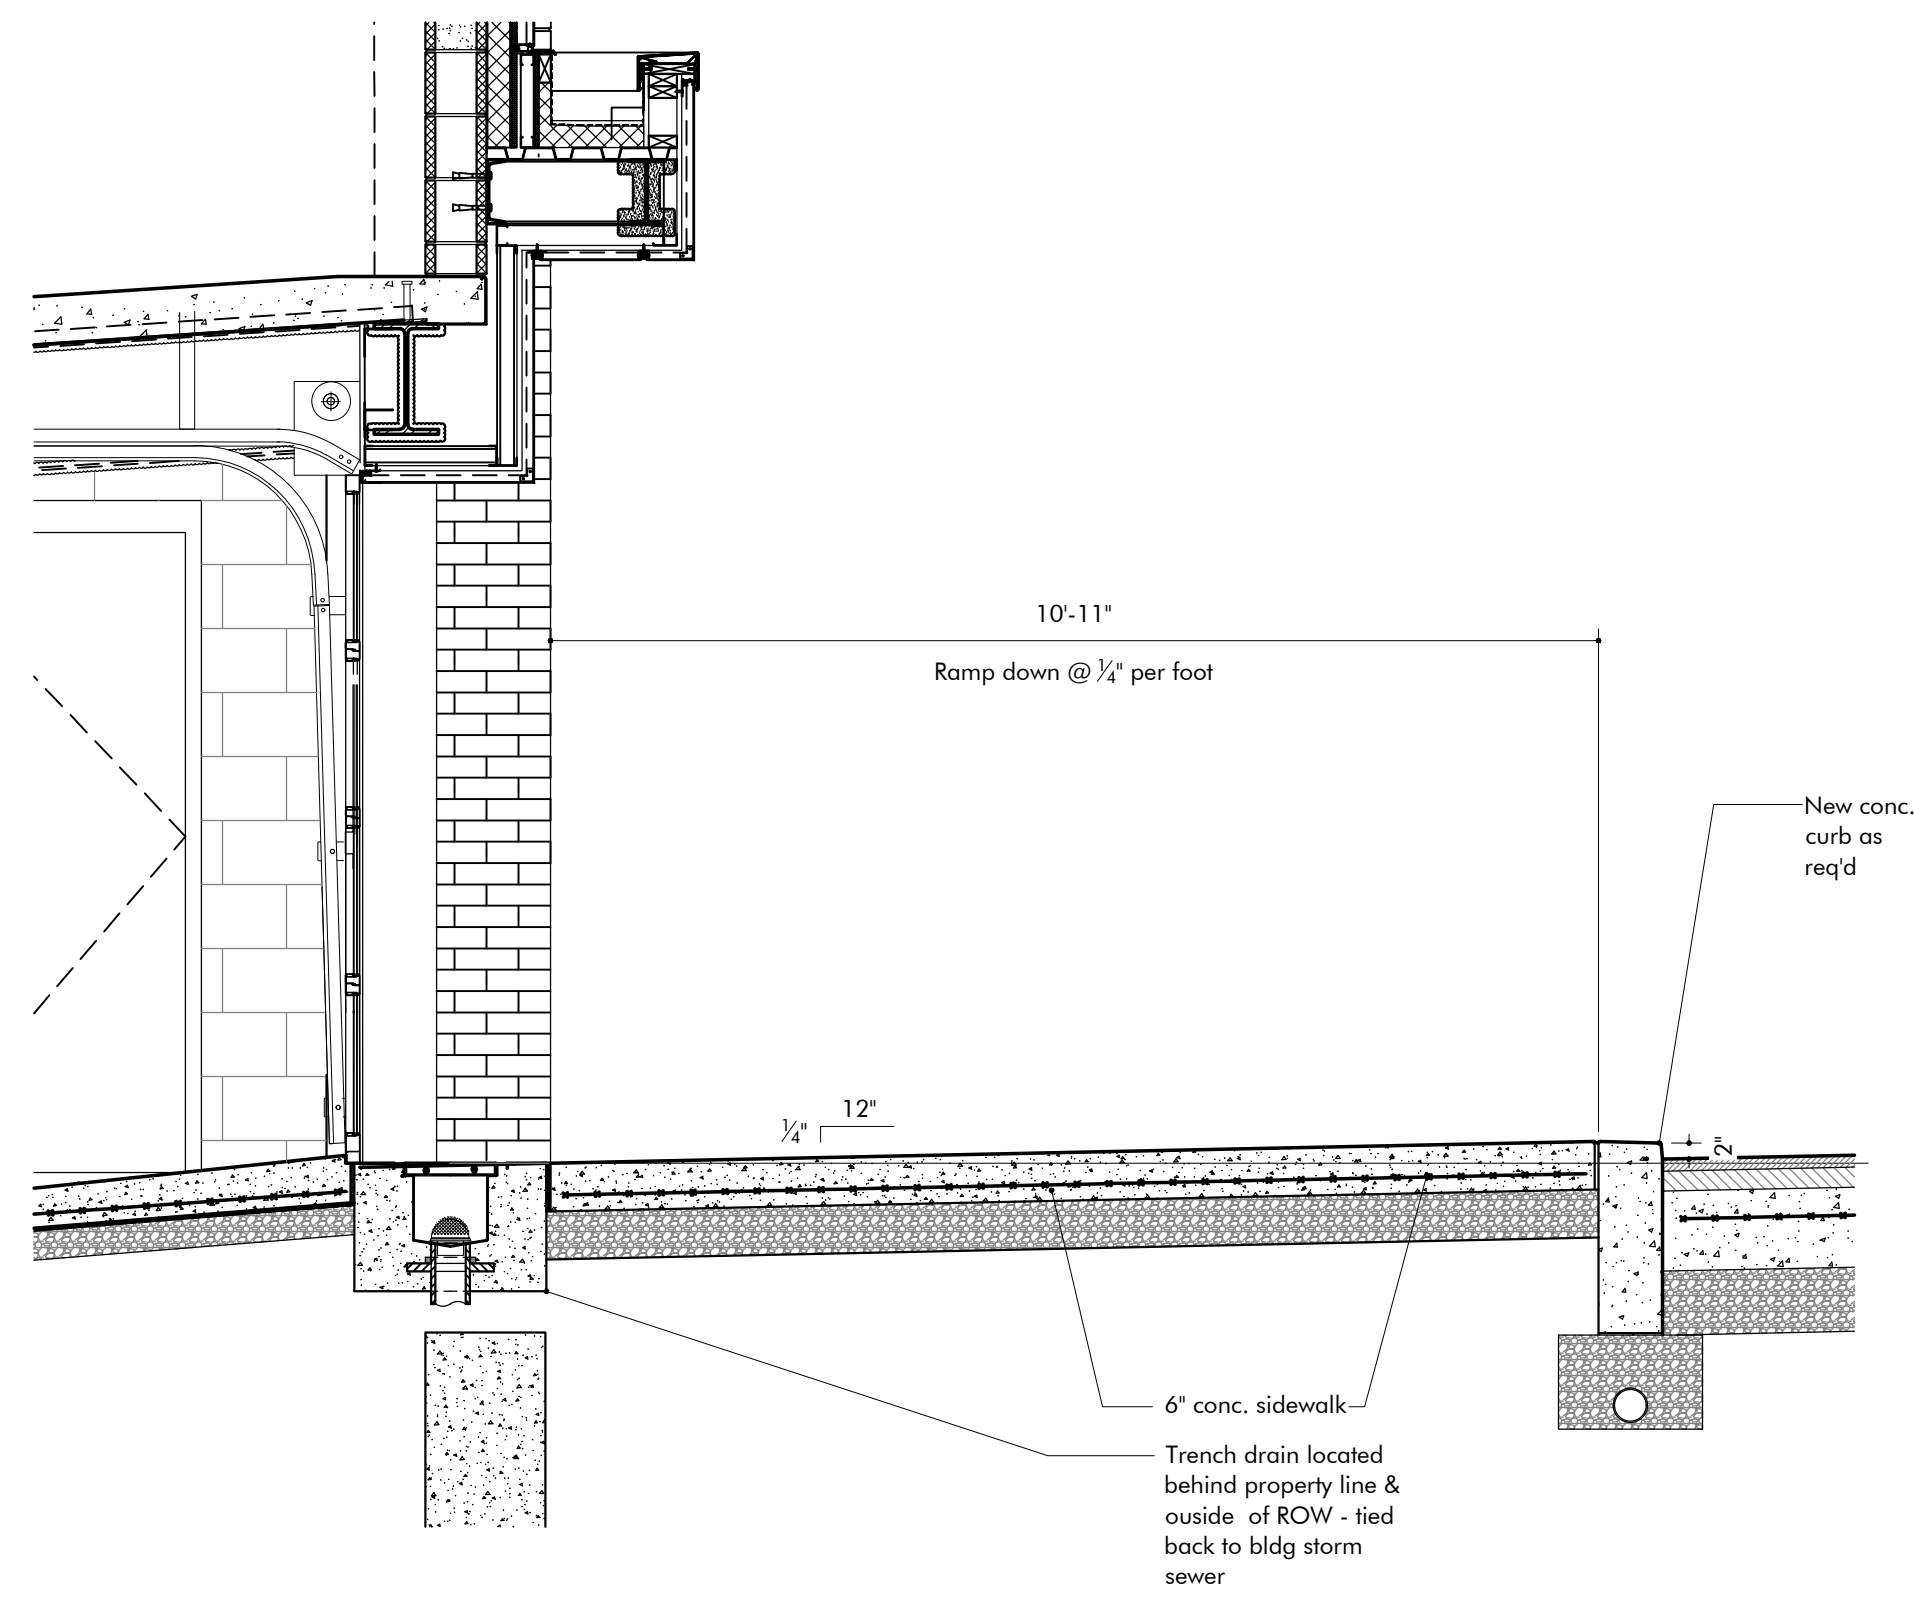 10'-11"
Ramp down @ ¼" per foot
New conc.
curb as
req'd
12"
¼"
2"
6" conc. sidewalk
Trench drain located
behind property line &
ouside of ROW - tied
back to bldg storm
sewer